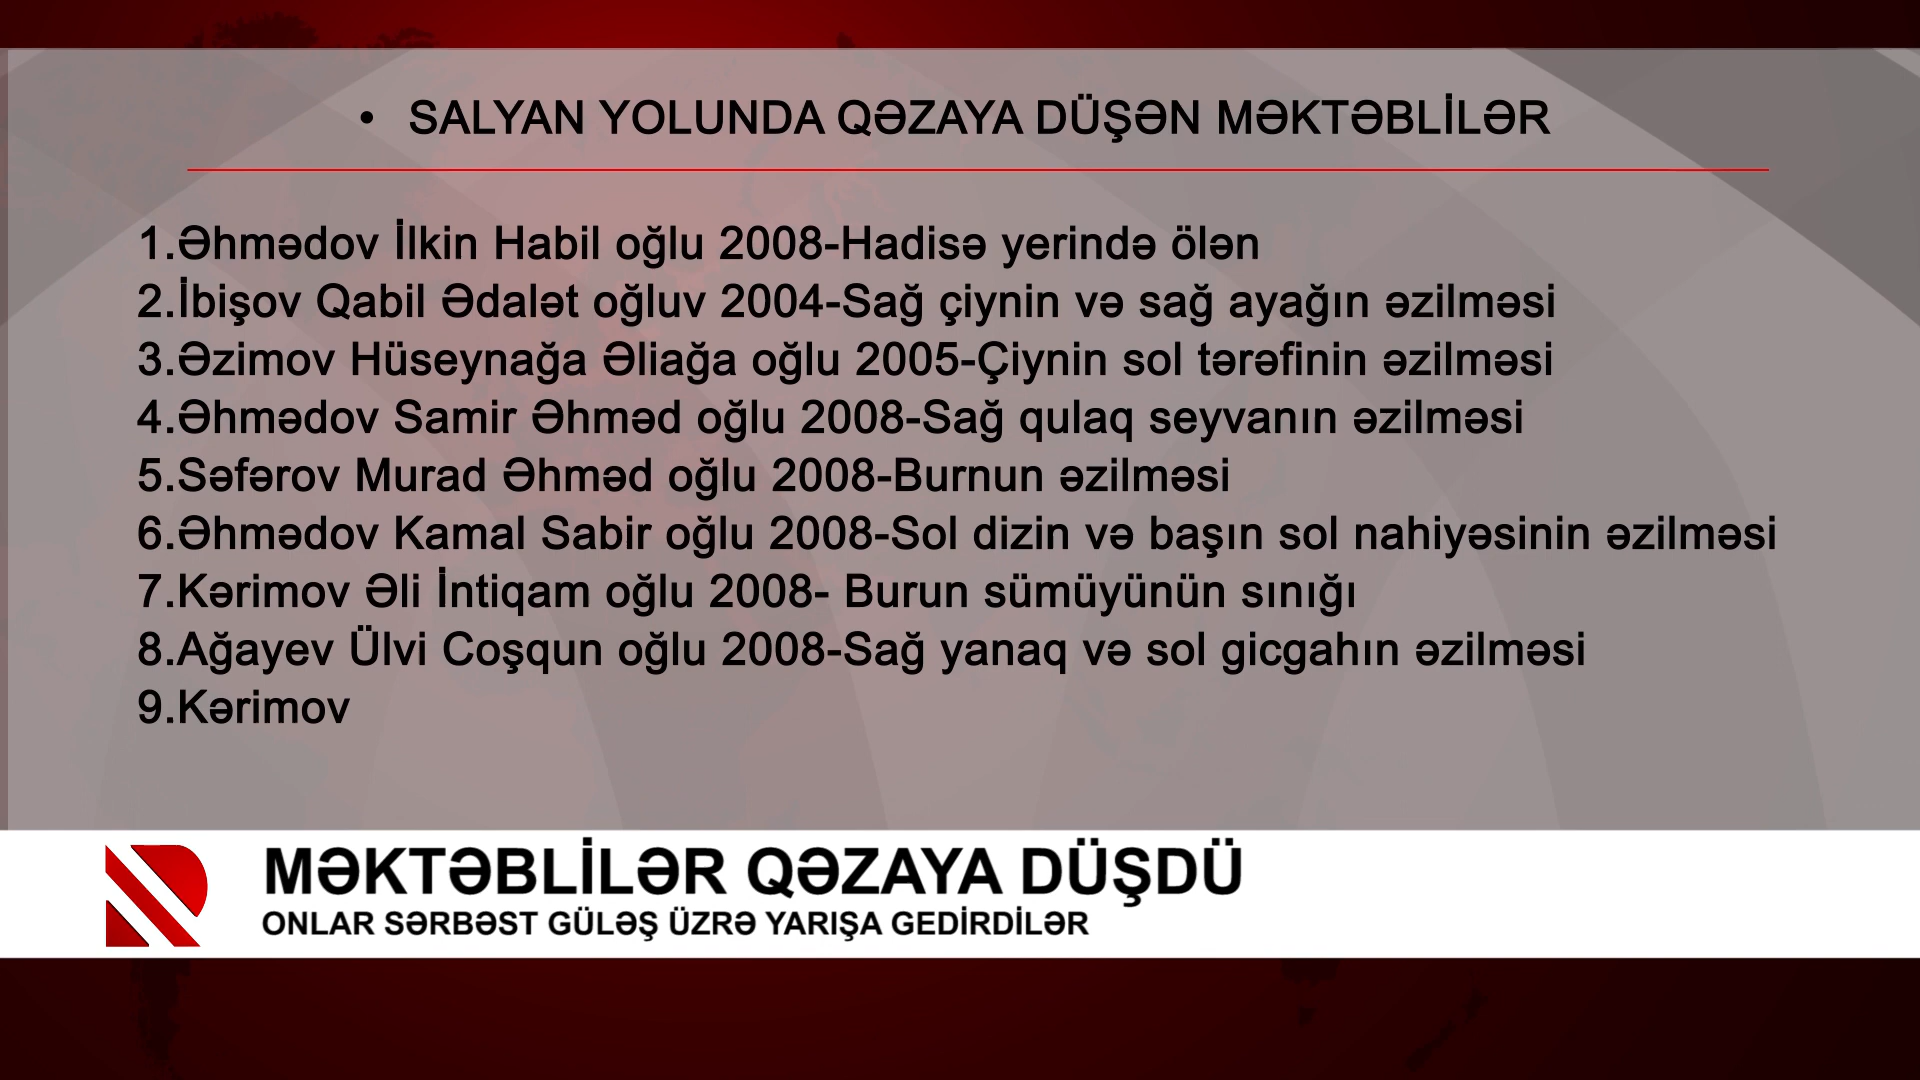 • SALYAN YOLUNDA QƏZAYA DÜŞƏN MƏKTƏBLİLƏR
1.Əhmədov İlkin Habil oğlu 2008-Hadisə yerində ölən
2.İbişov Qabil Ədalət oğluv 2004-Sağ çiynin və sağ ayağın əzilməsi
3.Əzimov Hüseynağa Əliağa oğlu 2005-Çiynin sol tərəfinin əzilməsi
4.Əhmədov Samir Əhməd oğlu 2008-Sağ qulaq seyvanın əzilməsi
5.Səfərov Murad Əhməd oğlu 2008-Burnun əzilməsi
6.Əhmədov Kamal Sabir oğlu 2008-Sol dizin və başın sol nahiyəsinin əzilməsi
7.Kərimov Əli İntiqam oğlu 2008- Burun sümüyünün sınığı
8.Ağayev Ülvi Coşqun oğlu 2008-Sağ yanaq və sol gicgahın əzilməsi
9.Kərimov
MƏKTƏBLİLƏR QƏZAYA DÜŞDÜ
ONLAR SƏRBƏST GÜLƏŞ ÜZRƏ YARIŞA GEDİRDİLƏR